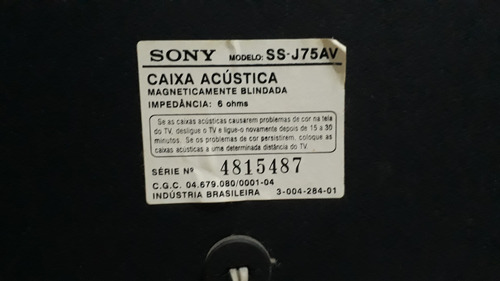 SONY MODELO: SS-J75AV
CAIXA ACÚSTICA
MAGNETICAMENTE BLINDADA
IMPEDÂNCIA: 6 ohms
Se as caixas acústicas causarem problemas de cor na tela
do TV, desligue o TV e ligue-o novamente depois de 15 a 30
minutos. Se os problemas de cor persistirem, coloque as
caixas acústicas a uma determinada distância do TV.
SÉRIE Nº 4815487
C.G.C. 04.679.080/0001-04
INDÚSTRIA BRASILEIRA 3-004-284-01